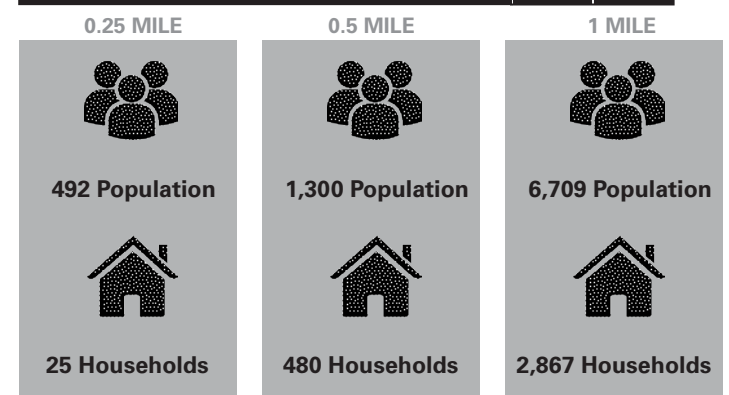 0.25 MILE
0.5 MILE
1 MILE
492 Population
1,300 Population
6,709 Population
25 Households
480 Households
2,867 Households